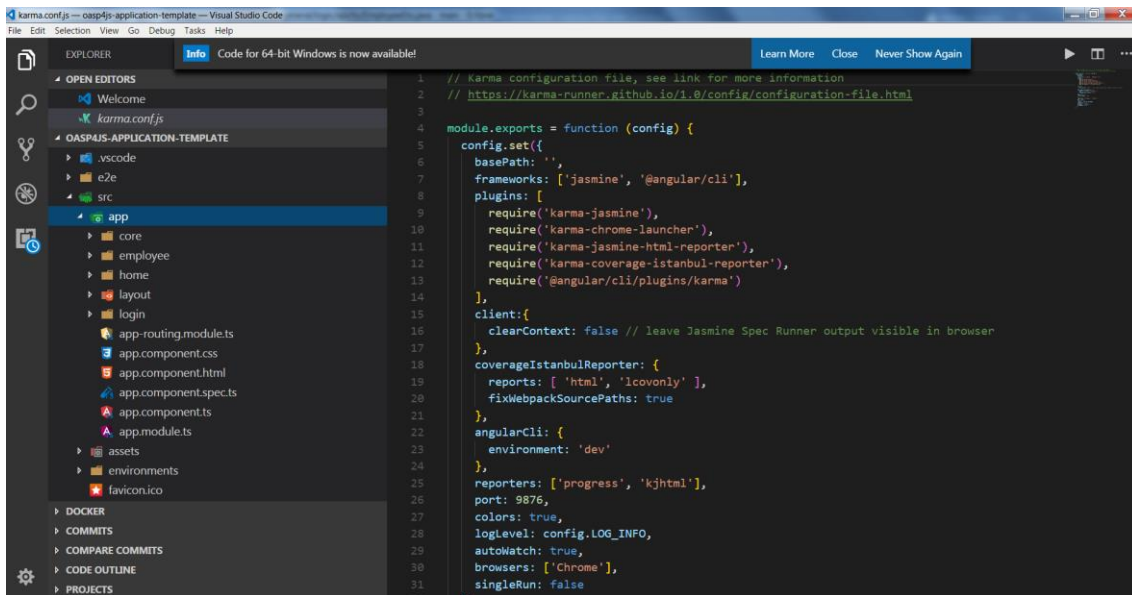 karma.conf.js — oasp4js-application-template — Visual Studio Code
File Edit Selection View Go Debug Tasks Help
EXPLORER
Info Code for 64-bit Windows is now available! Learn More Close Never Show Again
OPEN EDITORS
Welcome
karma.conf.js
OASP4JS-APPLICATION-TEMPLATE
.vscode
e2e
src
app
core
employee
home
layout
login
app-routing.module.ts
app.component.css
app.component.html
app.component.spec.ts
app.component.ts
app.module.ts
assets
environments
favicon.ico
DOCKER
COMMITS
COMPARE COMMITS
CODE OUTLINE
PROJECTS
1 // Karma configuration file, see link for more information
2 // https://karma-runner.github.io/1.0/config/configuration-file.html
3
4 module.exports = function (config) {
5 config.set({
6 basePath: '',
7 frameworks: ['jasmine', '@angular/cli'],
8 plugins: [
9 require('karma-jasmine'),
10 require('karma-chrome-launcher'),
11 require('karma-jasmine-html-reporter'),
12 require('karma-coverage-istanbul-reporter'),
13 require('@angular/cli/plugins/karma')
14 ],
15 client:{
16 clearContext: false // leave Jasmine Spec Runner output visible in browser
17 },
18 coverageIstanbulReporter: {
19 reports: [ 'html', 'lcovonly' ],
20 fixWebpackSourcePaths: true
21 },
22 angularCli: {
23 environment: 'dev'
24 },
25 reporters: ['progress', 'kjhtml'],
26 port: 9876,
27 colors: true,
28 logLevel: config.LOG_INFO,
29 autoWatch: true,
30 browsers: ['Chrome'],
31 singleRun: false